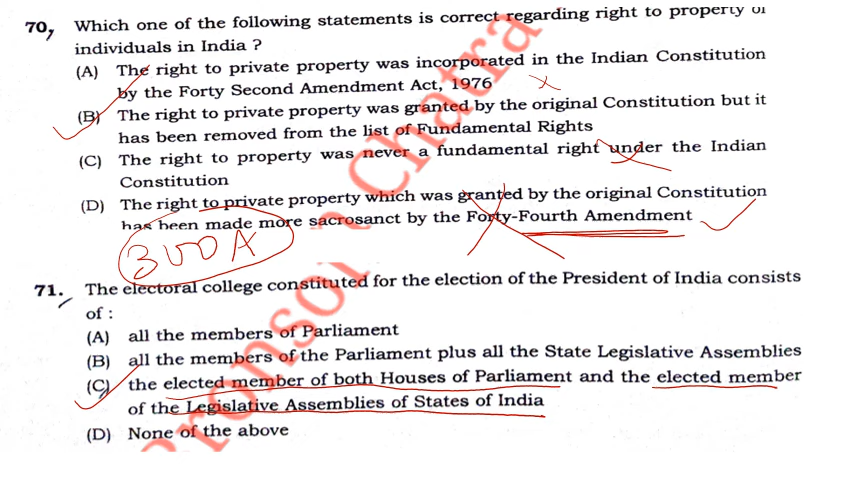 70, Which one of the following statements is correct regarding right to property of
individuals in India ?
(A) The right to private property was incorporated in the Indian Constitution
by the Forty Second Amendment Act, 1976
(B) The right to private property was granted by the original Constitution but it
has been removed from the list of Fundamental Rights
(C) The right to property was never a fundamental right under the Indian
Constitution
(D) The right to private property which was granted by the original Constitution
has been made more sacrosanct by the Forty-Fourth Amendment
300A
71. The electoral college constituted for the election of the President of India consists
of :
(A) all the members of Parliament
(B) all the members of the Parliament plus all the State Legislative Assemblies
(C) the elected member of both Houses of Parliament and the elected member
of the Legislative Assemblies of States of India
(D) None of the above